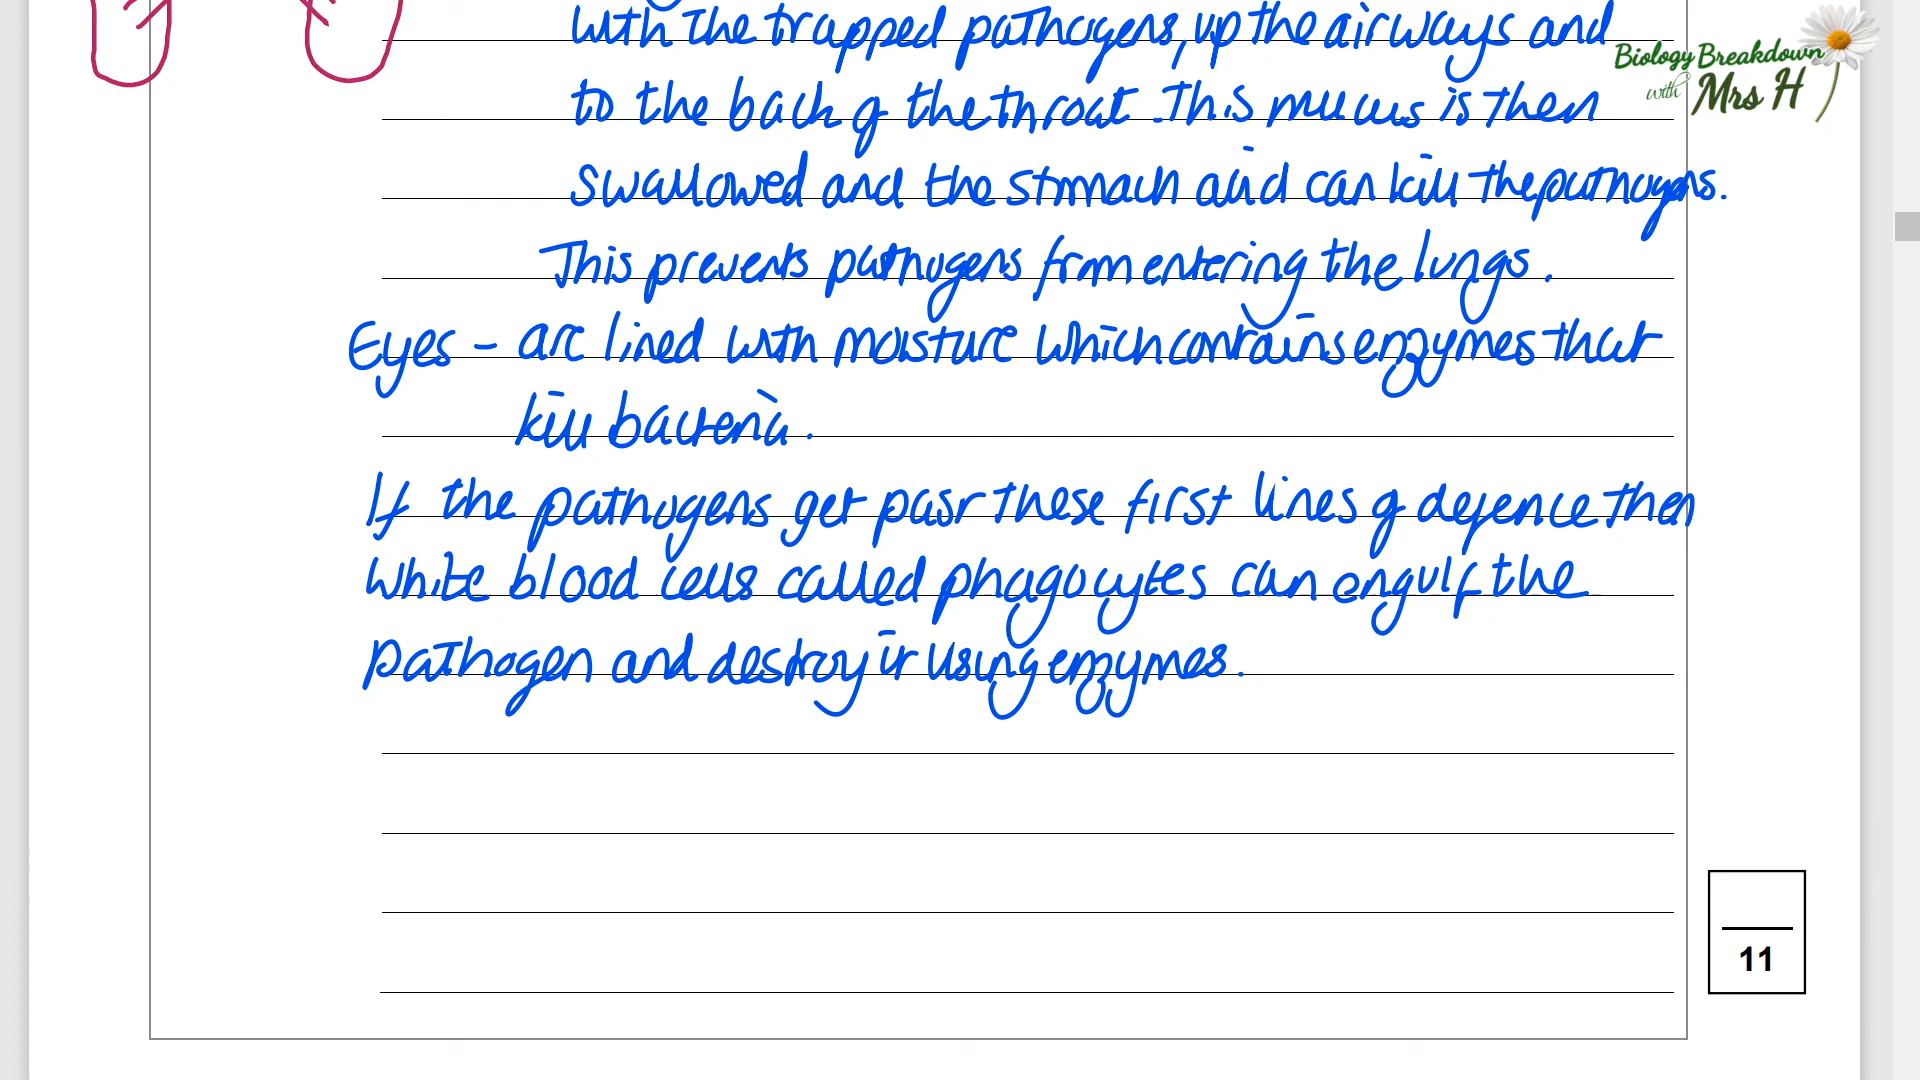 with the trapped pathogens, up the airways and
to the back of the throat. This mucus is then
swallowed and the stomach acid can kill the pathogens.
This prevents pathogens from entering the lungs.
Eyes - are lined with moisture which contains enzymes that
kill bacteria.
If the pathogens get past these first lines of defence then
white blood cells called phagocytes can engulf the
pathogen and destroy it using enzymes.
Biology Breakdown
with Mrs H
11